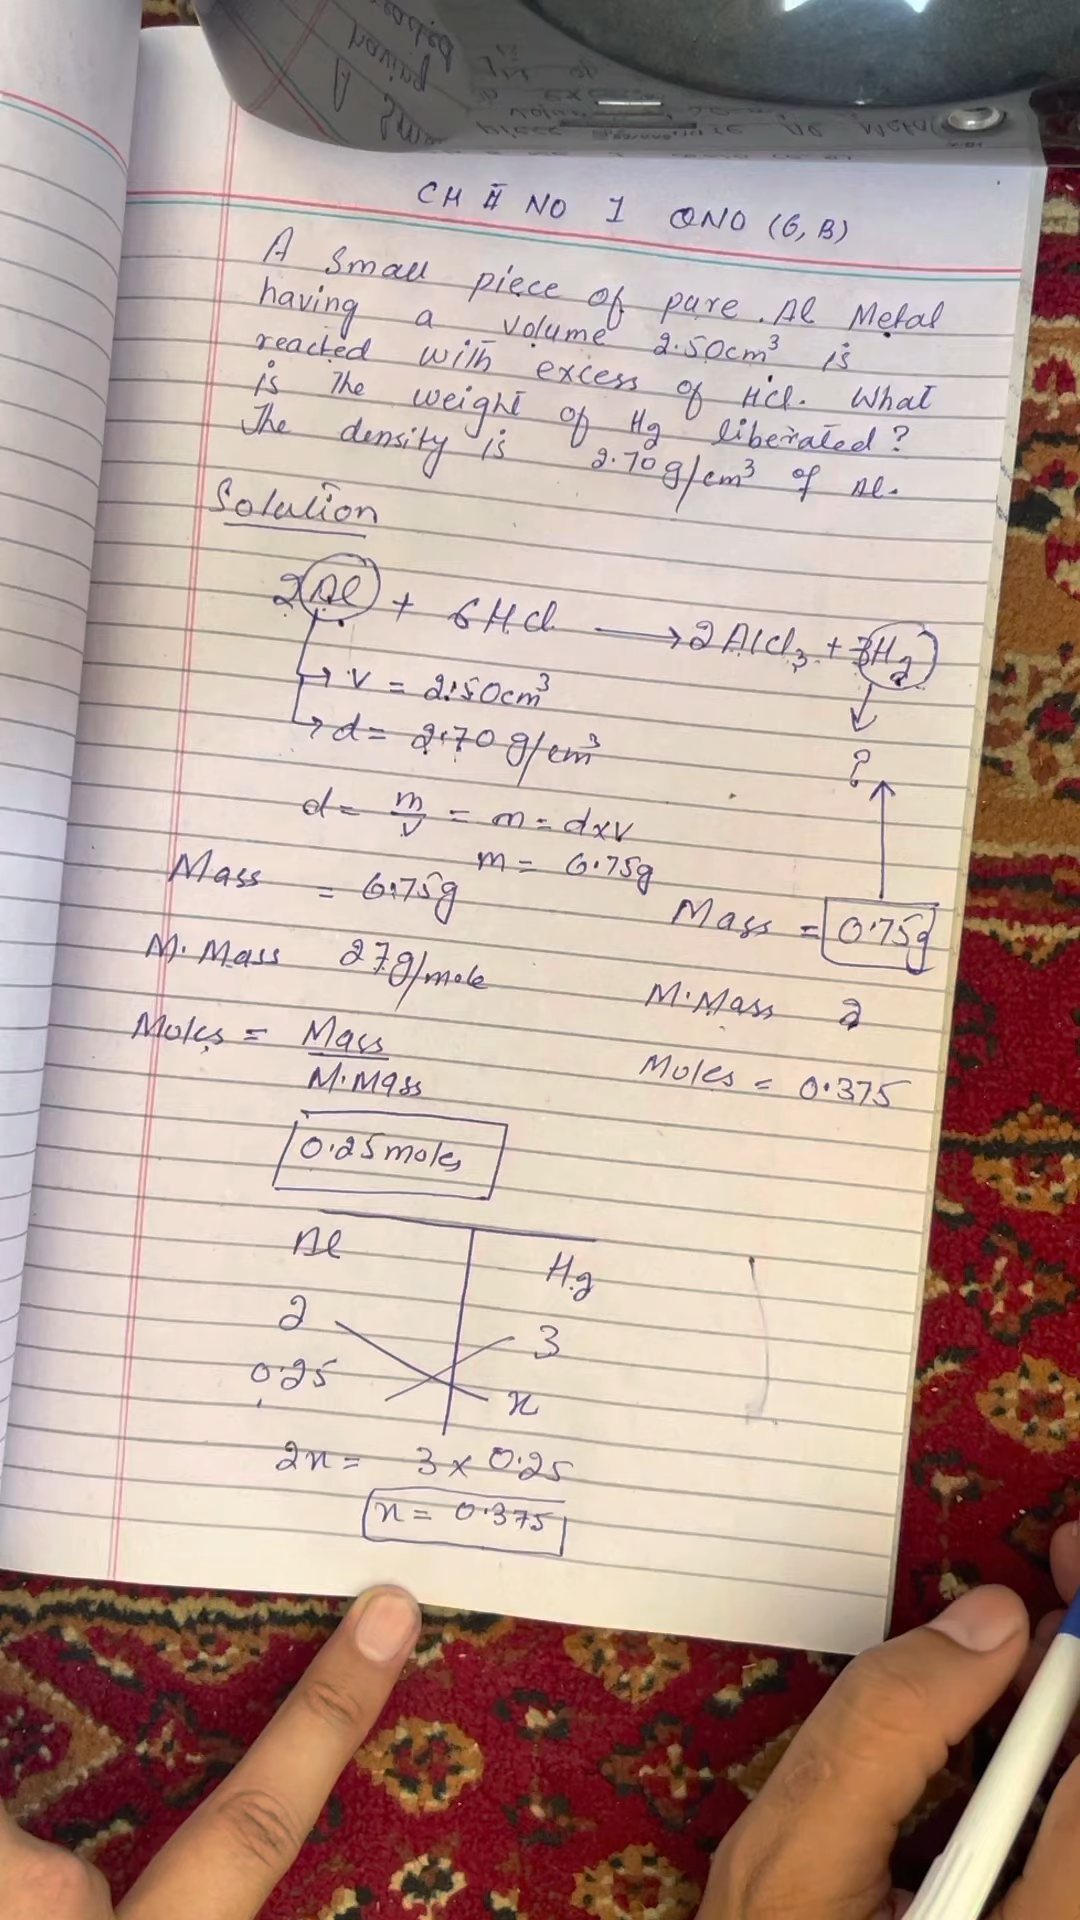 CH # NO 1 QNO (6, B)
A small piece of pure Al Metal
having a volume 2.50cm³ is
reacted with excess of HCl. What
is The weight of H2 liberated?
The density is 2.70g/cm³ of Al.
Solution
2Al + 6HCl → 2AlCl3 + 3H2
→ v = 2.50cm³
→ d = 2.70 g/cm³
?
d = m/v = m = d×v
m = 6.75g
Mass = 6.75g
Mass = 0.75g
M.Mass 27g/mole
M.Mass 2
Moles = Mass
M.Mass
Moles = 0.375
0.25 moles
Al H2
2 3
0.25 x
2x = 3 × 0.25
x = 0.375